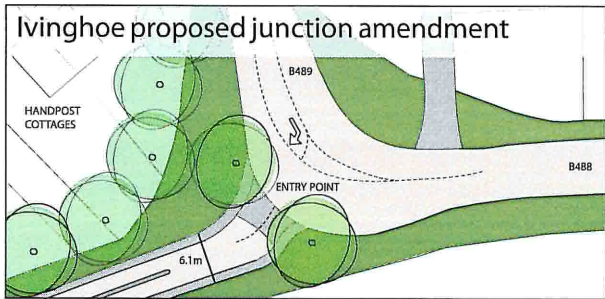 Ivinghoe proposed junction amendment
B489
HANDPOST
COTTAGES
B488
ENTRY POINT
6.1m